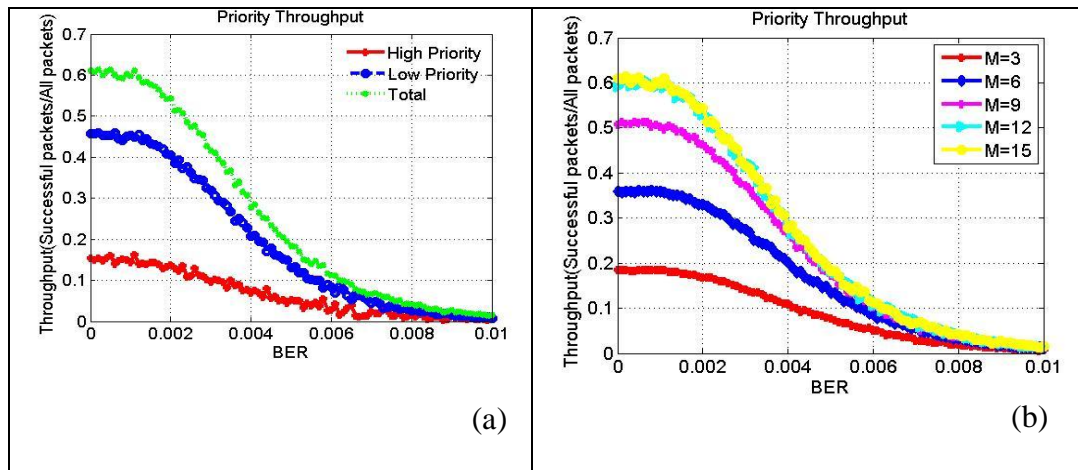 Priority Throughput
Throughput(Successful packets/All packets)
0.7
0.6
0.5
0.4
0.3
0.2
0.1
0
High Priority
Low Priority
Total
0 0.002 0.004 0.006 0.008 0.01
BER
(a)
Priority Throughput
Throughput(Successful packets/All packets)
0.7
0.6
0.5
0.4
0.3
0.2
0.1
0
M=3
M=6
M=9
M=12
M=15
0 0.002 0.004 0.006 0.008 0.01
BER
(b)